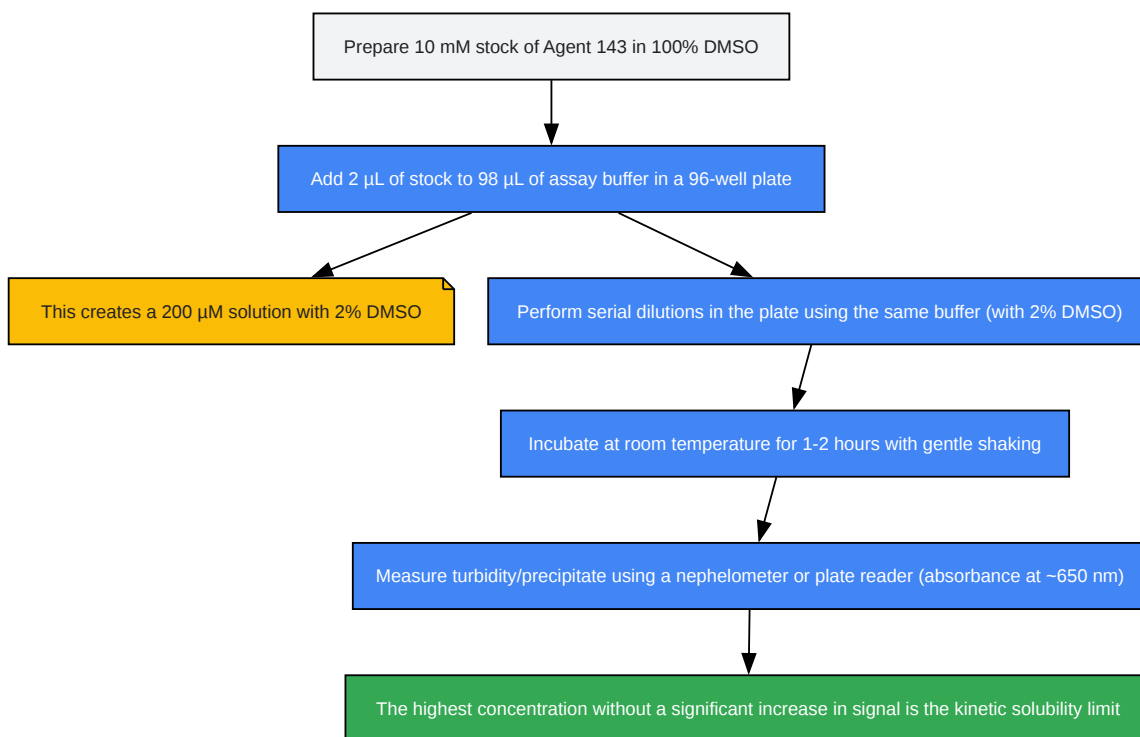 Prepare 10 mM stock of Agent 143 in 100% DMSO
Add 2 µL of stock to 98 µL of assay buffer in a 96-well plate
This creates a 200 µM solution with 2% DMSO
Perform serial dilutions in the plate using the same buffer (with 2% DMSO)
Incubate at room temperature for 1-2 hours with gentle shaking
Measure turbidity/precipitate using a nephelometer or plate reader (absorbance at ~650 nm)
The highest concentration without a significant increase in signal is the kinetic solubility limit